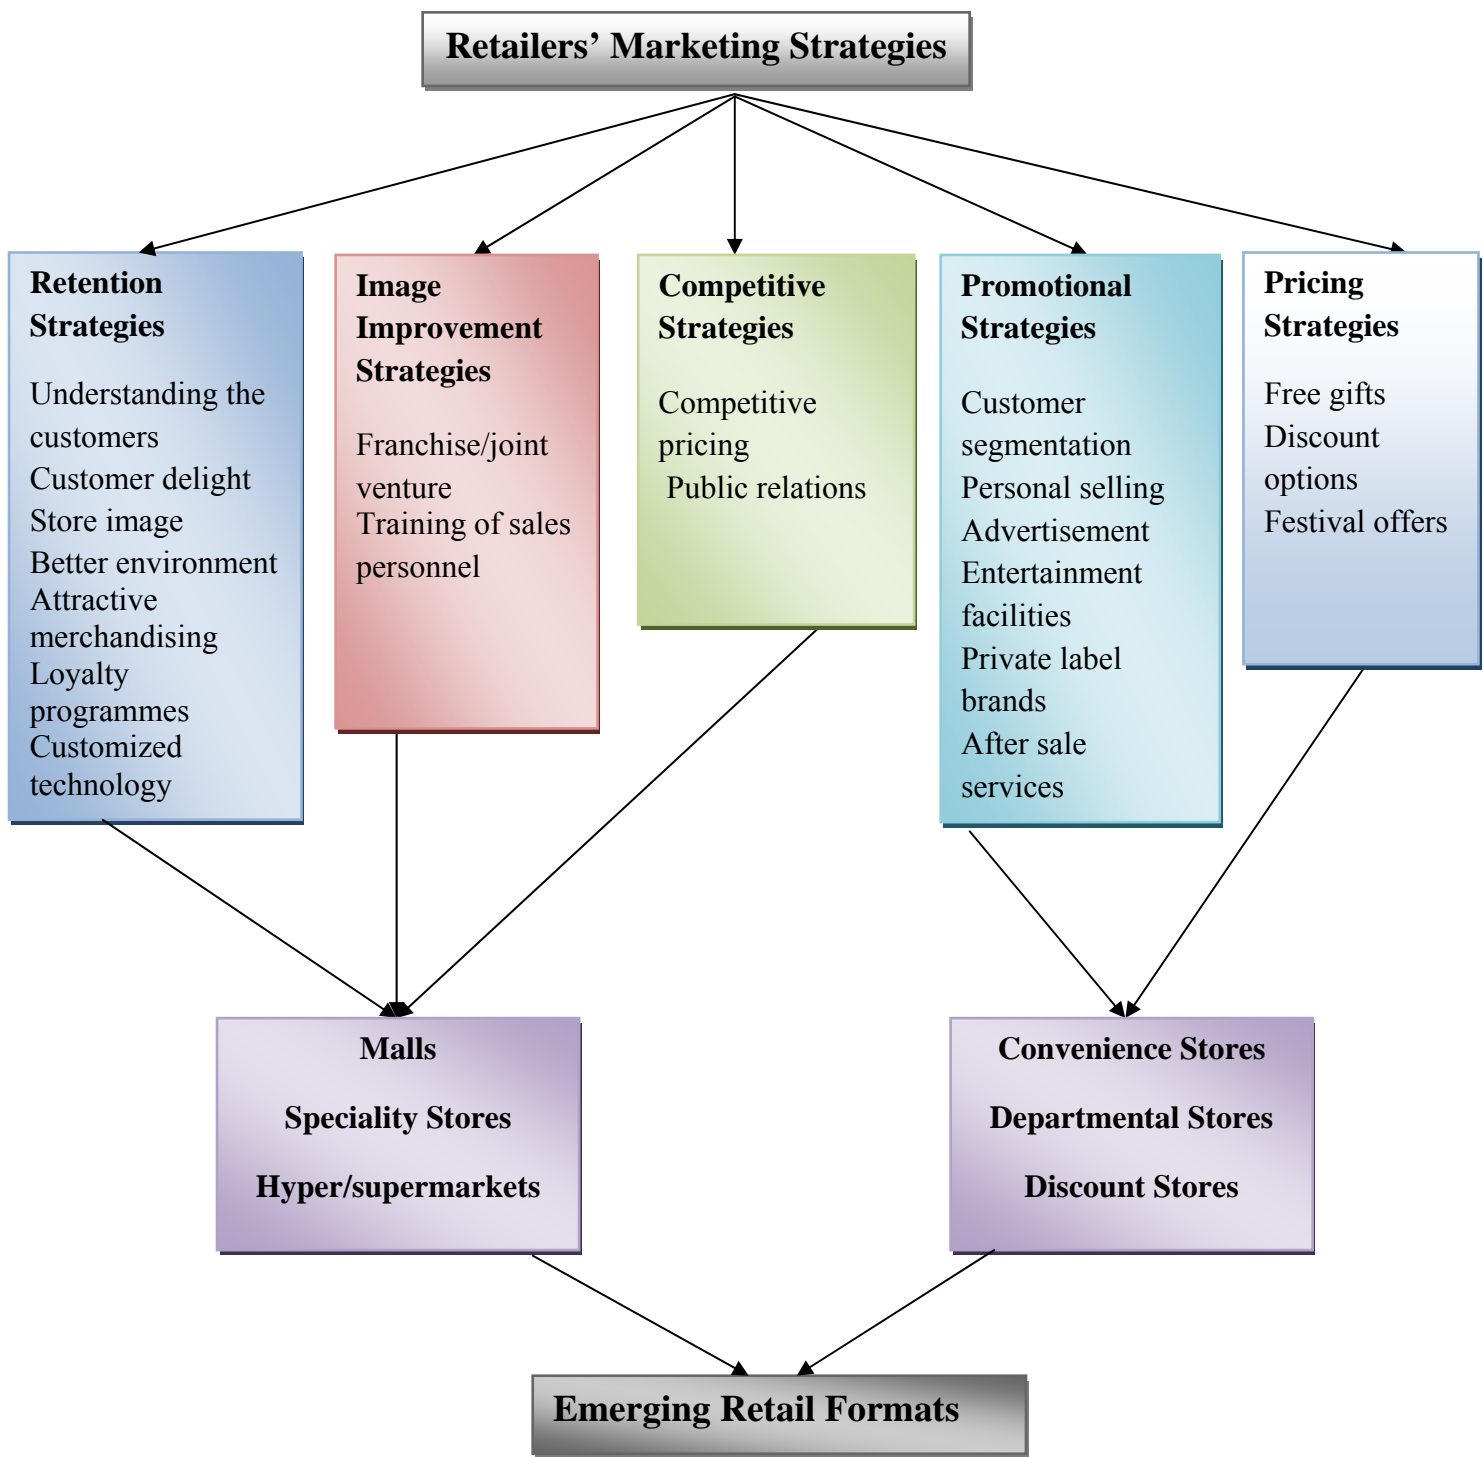 Retailers’ Marketing Strategies
Retention
Strategies
Understanding the
customers
Customer delight
Store image
Better environment
Attractive
merchandising
Loyalty
programmes
Customized
technology
Image
Improvement
Strategies
Franchise/joint
venture
Training of sales
personnel
Competitive
Strategies
Competitive
pricing
Public relations
Promotional
Strategies
Customer
segmentation
Personal selling
Advertisement
Entertainment
facilities
Private label
brands
After sale
services
Pricing
Strategies
Free gifts
Discount
options
Festival offers
Malls
Speciality Stores
Hyper/supermarkets
Convenience Stores
Departmental Stores
Discount Stores
Emerging Retail Formats